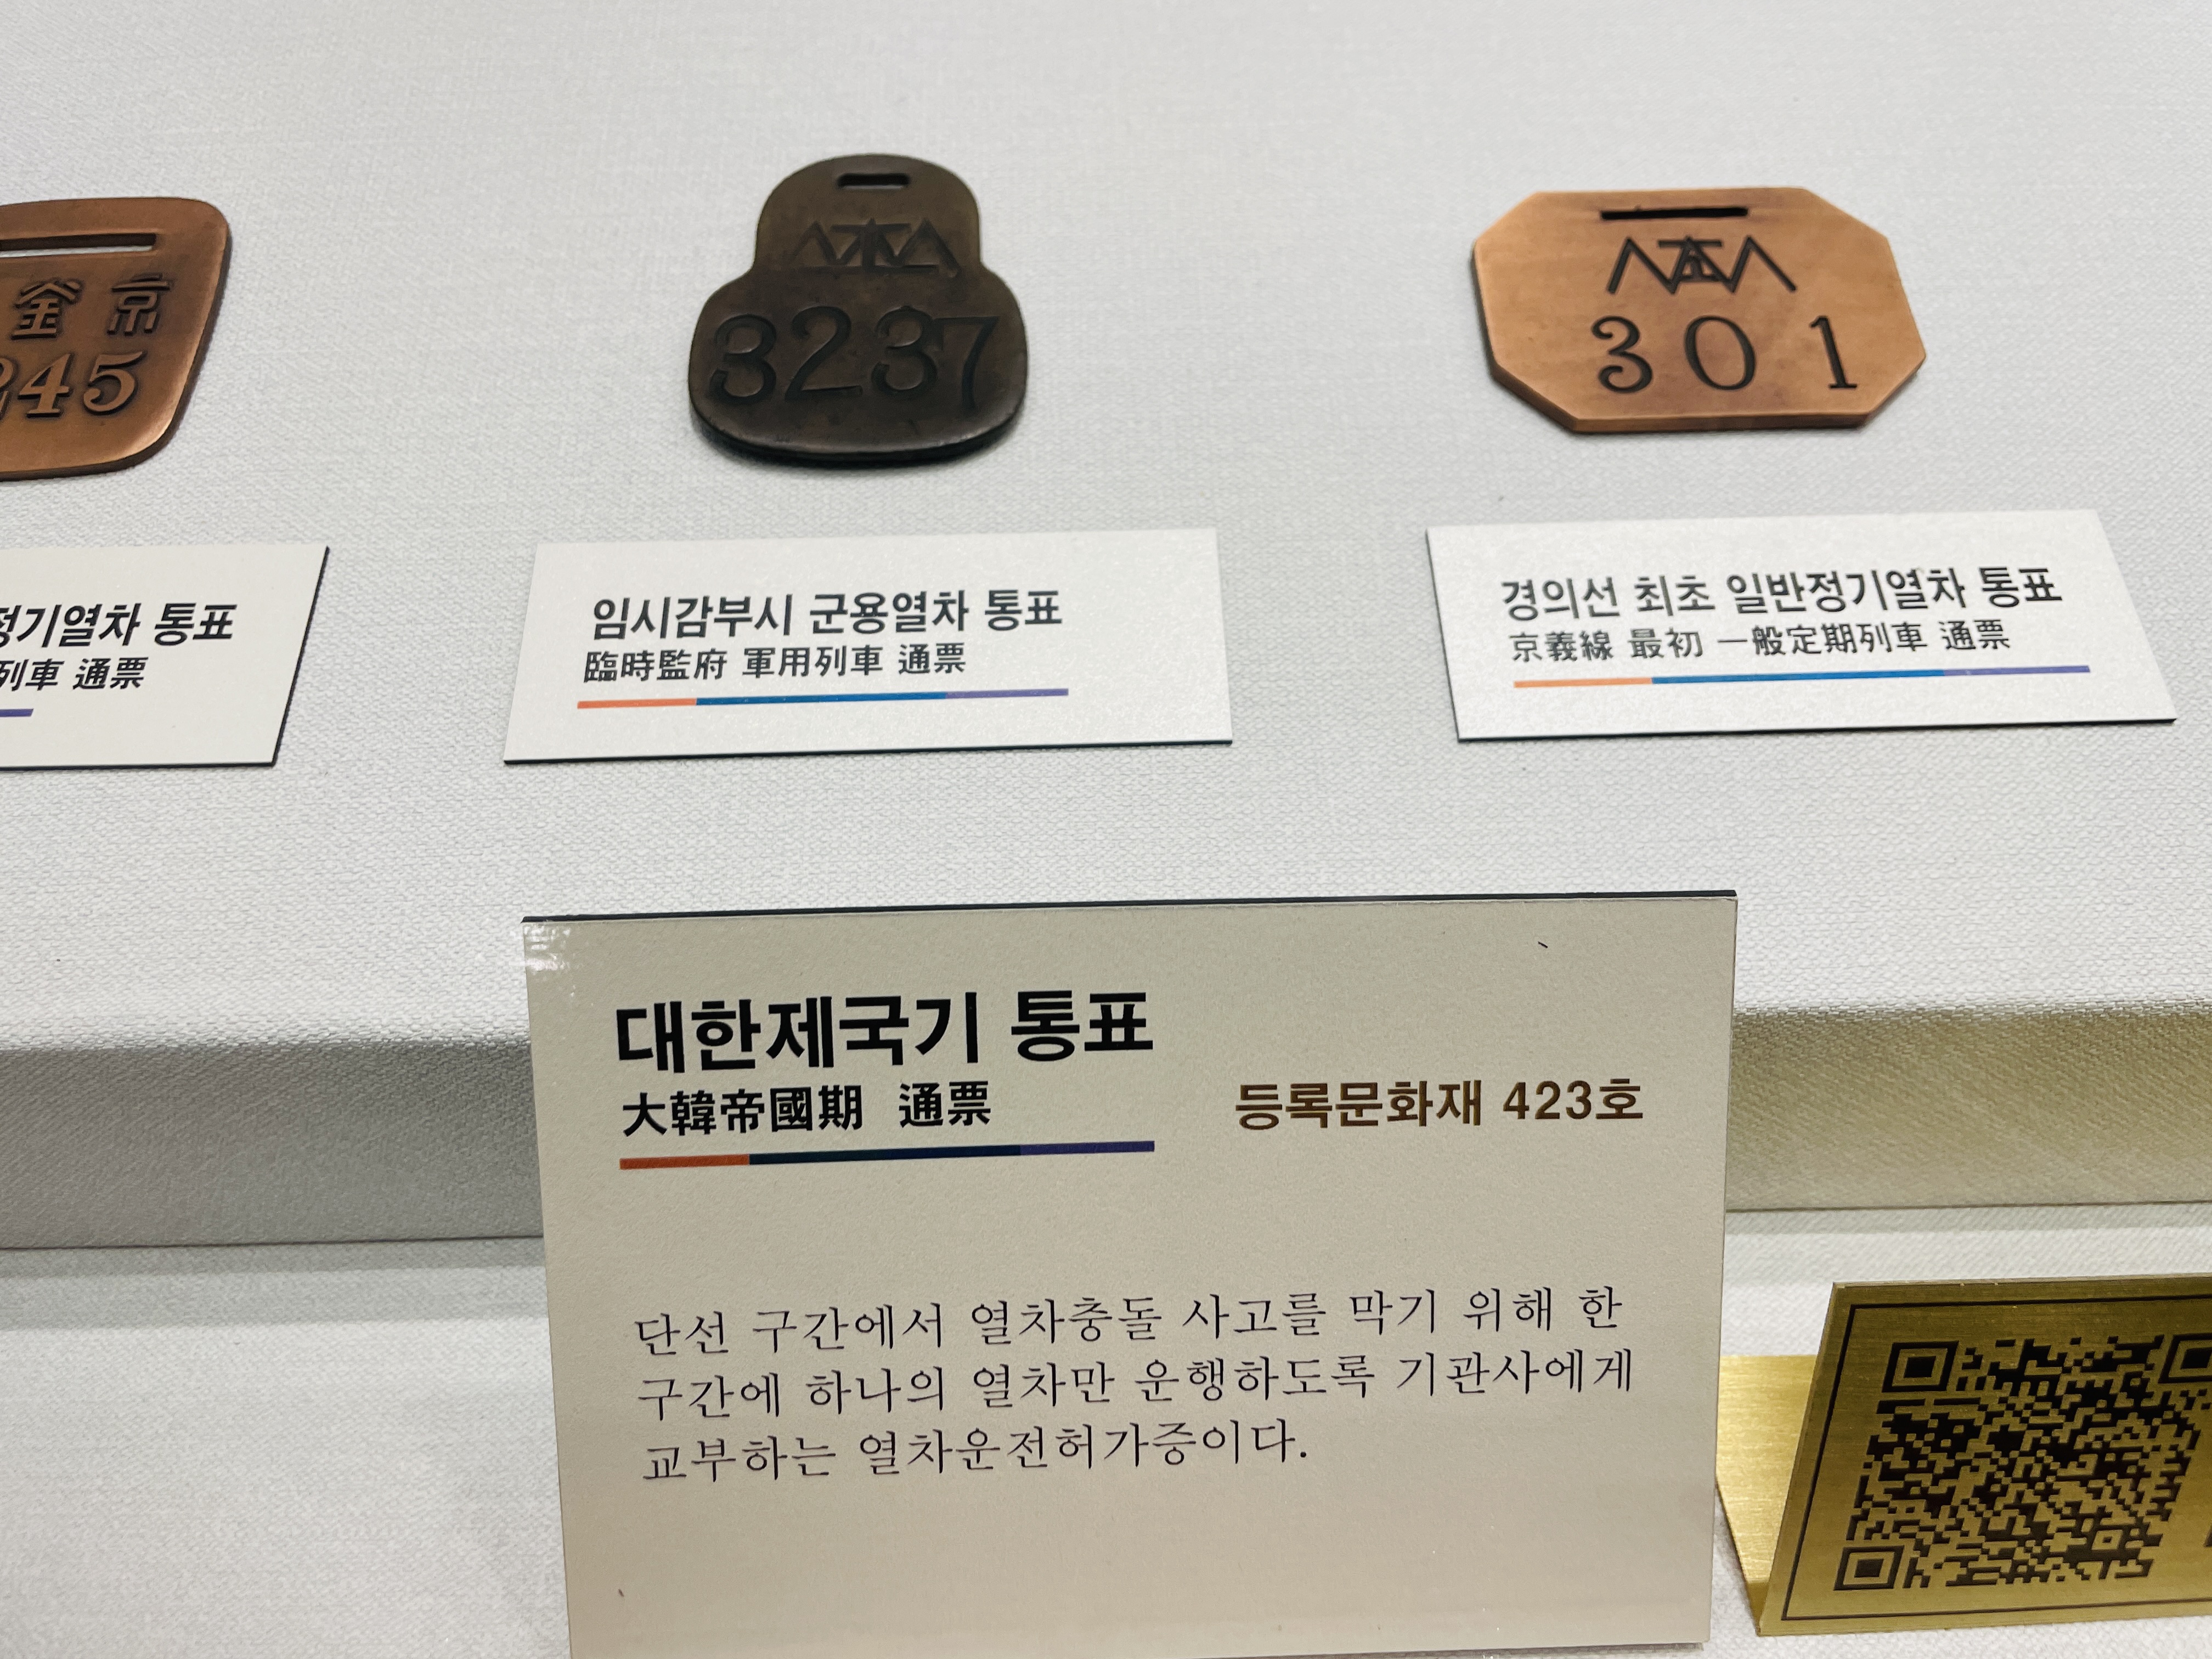 釜 京
245
3237
301
정기열차 통표
列車 通票
임시감부시 군용열차 통표
臨時監府 軍用列車 通票
경의선 최초 일반정기열차 통표
京義線 最初 一般定期列車 通票
대한제국기 통표
大韓帝國期 通票
등록문화재 423호
단선 구간에서 열차충돌 사고를 막기 위해 한
구간에 하나의 열차만 운행하도록 기관사에게
교부하는 열차운전허가증이다.